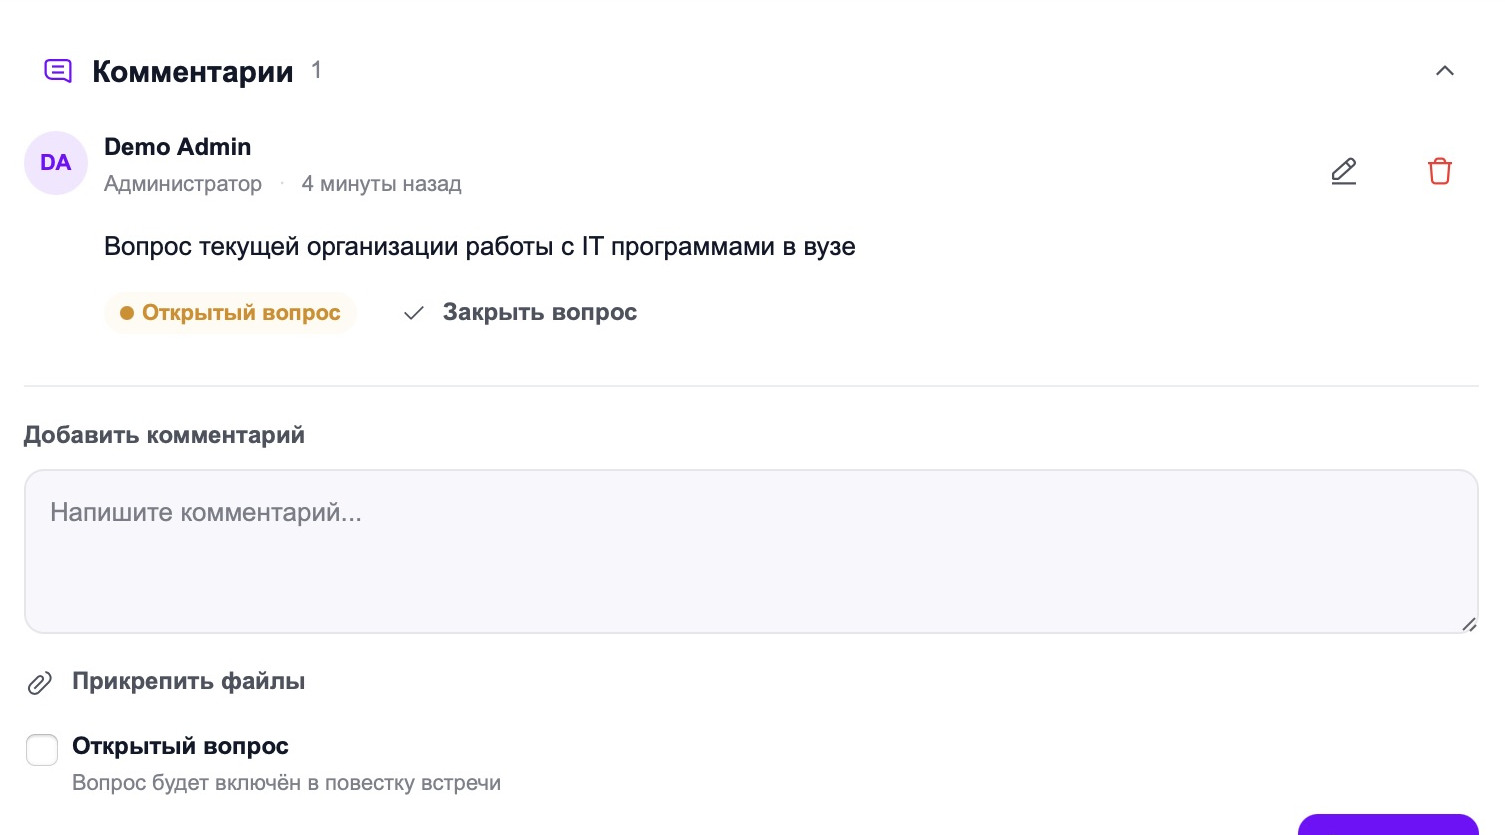 Комментарии 1
DA
Demo Admin
Администратор · 4 минуты назад
Вопрос текущей организации работы с IT программами в вузе
Открытый вопрос
Закрыть вопрос
Добавить комментарий
Напишите комментарий...
Прикрепить файлы
Открытый вопрос
Вопрос будет включён в повестку встречи